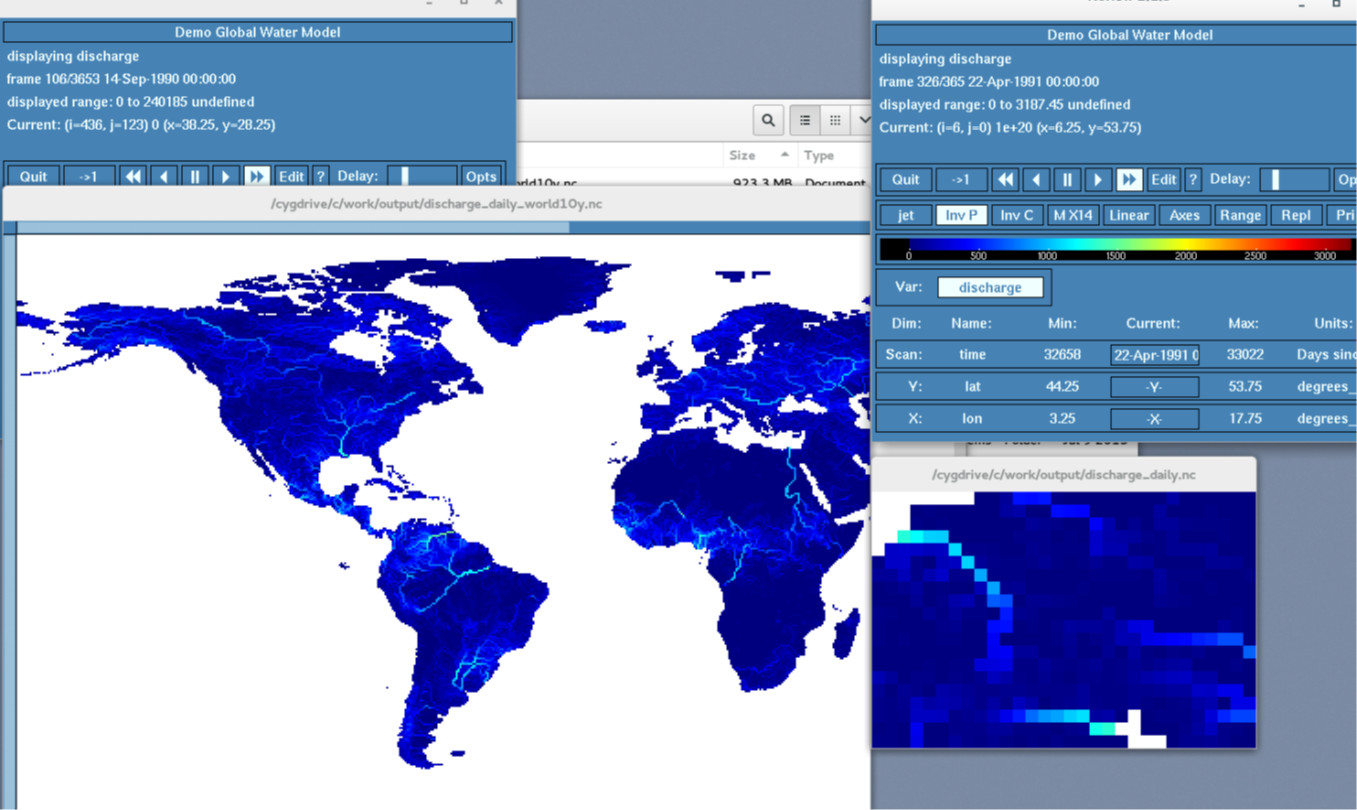 Demo Global Water Model
displaying discharge
frame 106/3653 14-Sep-1990 00:00:00
displayed range: 0 to 240185 undefined
Current: (i=436, j=123) 0 (x=38.25, y=28.25)
Quit ->1 Edit ? Delay: Opts
Size Type
923.3 MB Document
/cygdrive/c/work/output/discharge_daily_world10y.nc
Demo Global Water Model
displaying discharge
frame 326/365 22-Apr-1991 00:00:00
displayed range: 0 to 3187.45 undefined
Current: (i=6, j=0) 1e+20 (x=6.25, y=53.75)
Quit ->1 Edit ? Delay: Op
jet Inv P Inv C M X14 Linear Axes Range Repl Pri
0 500 1000 1500 2000 2500 3000
Var: discharge
Dim: Name: Min: Current: Max: Units:
Scan: time 32658 22-Apr-1991 0 33022 Days sinc
Y: lat 44.25 -Y- 53.75 degrees_
X: lon 3.25 -X- 17.75 degrees_
/cygdrive/c/work/output/discharge_daily.nc